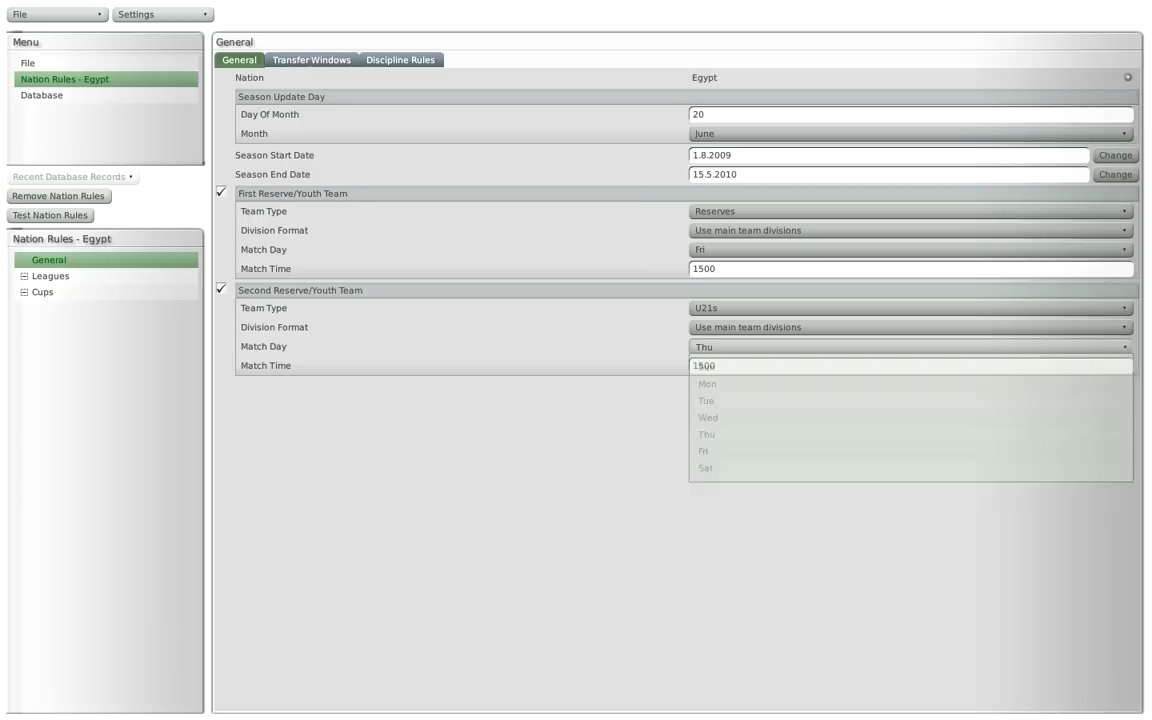 File Settings
Menu
File
Nation Rules - Egypt
Database
Recent Database Records
Remove Nation Rules
Test Nation Rules
Nation Rules - Egypt
General
Leagues
Cups
General
General Transfer Windows Discipline Rules
Nation Egypt
Season Update Day
Day Of Month 20
Month June
Season Start Date 1.8.2009 Change
Season End Date 15.5.2010 Change
First Reserve/Youth Team
Team Type Reserves
Division Format Use main team divisions
Match Day Fri
Match Time 1500
Second Reserve/Youth Team
Team Type U21s
Division Format Use main team divisions
Match Day Thu
Match Time 1500
Mon
Tue
Wed
Thu
Fri
Sat